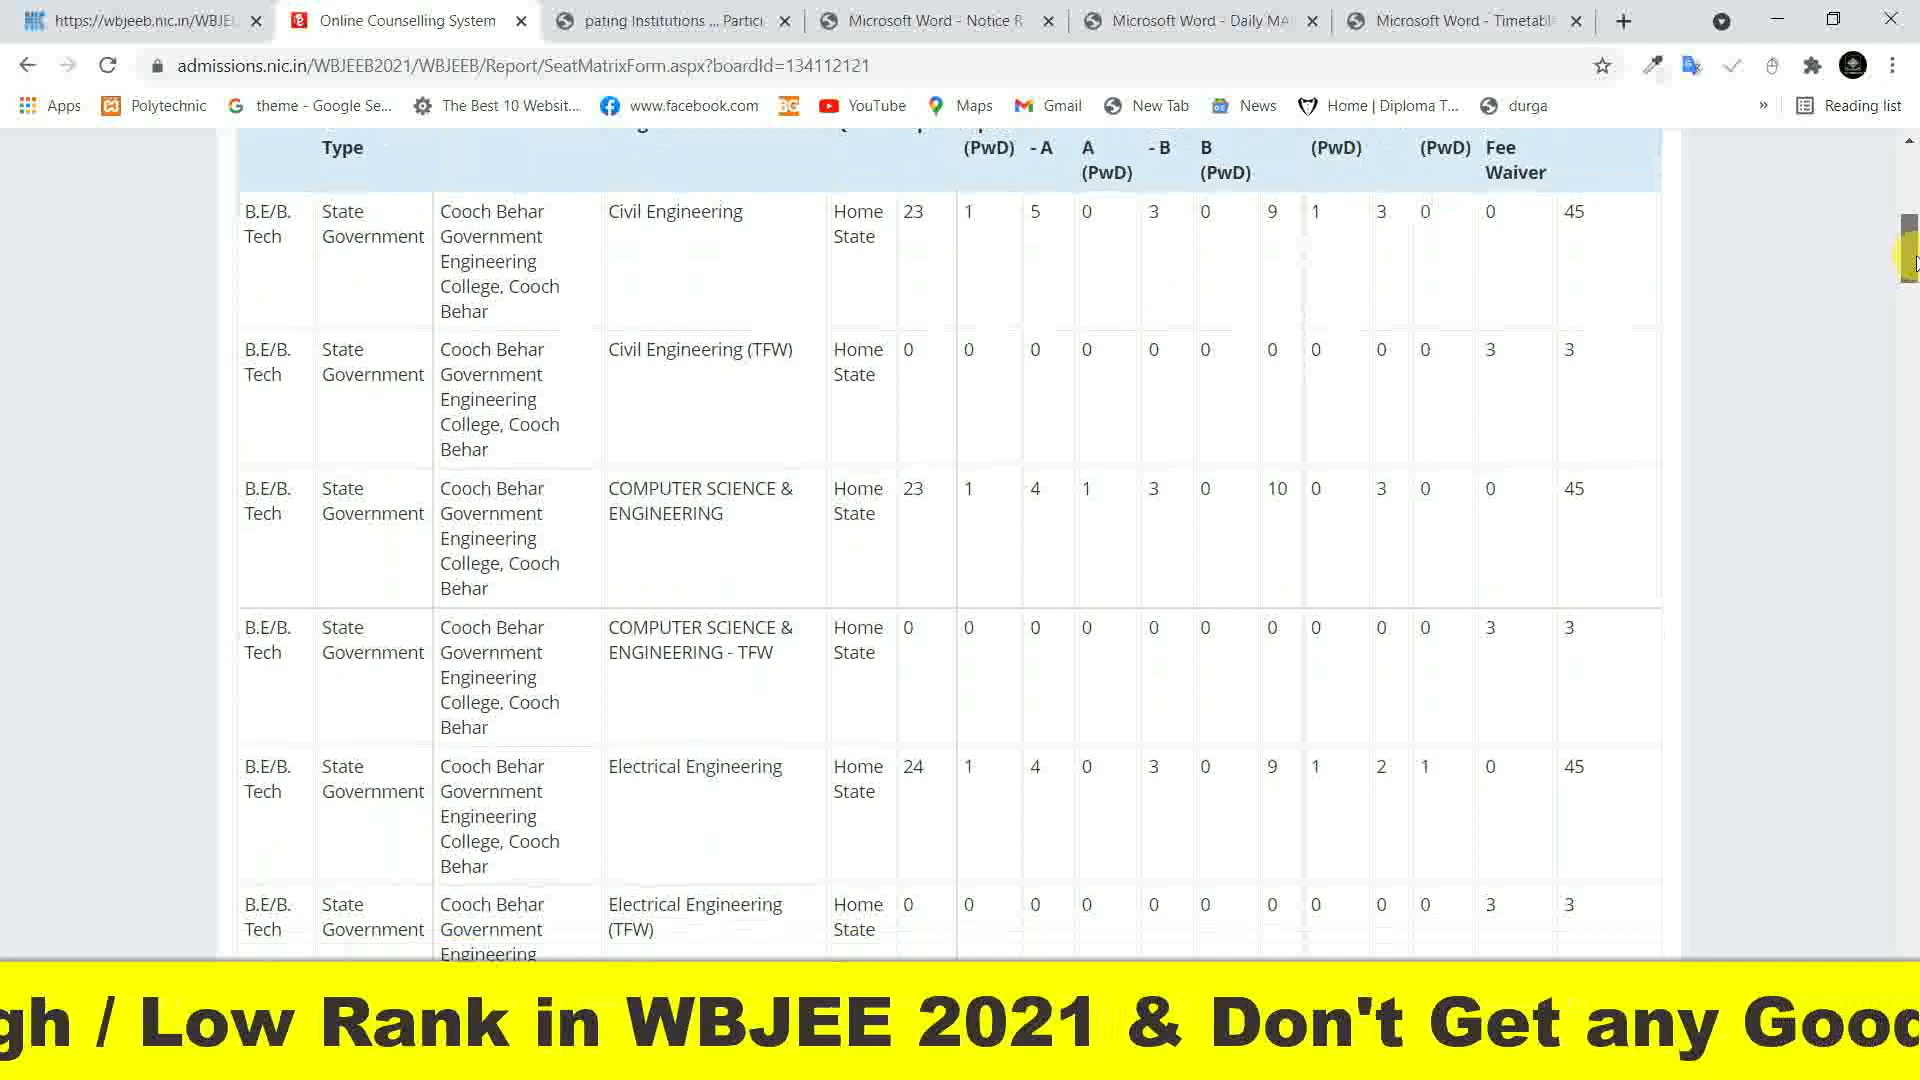 https://wbjeeb.nic.in/WBJEE
Online Counselling System
pating Institutions ... Partici
Microsoft Word - Notice R
Microsoft Word - Daily MA
Microsoft Word - Timetabl
admissions.nic.in/WBJEEB2021/WBJEEB/Report/SeatMatrixForm.aspx?boardId=134112121
Apps
Polytechnic
theme - Google Se...
The Best 10 Websit...
www.facebook.com
YouTube
Maps
Gmail
New Tab
News
Home | Diploma T...
durga
»
Reading list
Type (PwD) - A A - B B (PwD) (PwD) Fee
(PwD) (PwD) Waiver
B.E/B. State Cooch Behar Civil Engineering Home 23 1 5 0 3 0 9 1 3 0 0 45
Tech Government Government State
Engineering
College, Cooch
Behar
B.E/B. State Cooch Behar Civil Engineering (TFW) Home 0 0 0 0 0 0 0 0 0 0 3 3
Tech Government Government State
Engineering
College, Cooch
Behar
B.E/B. State Cooch Behar COMPUTER SCIENCE & Home 23 1 4 1 3 0 10 0 3 0 0 45
Tech Government Government ENGINEERING State
Engineering
College, Cooch
Behar
B.E/B. State Cooch Behar COMPUTER SCIENCE & Home 0 0 0 0 0 0 0 0 0 0 3 3
Tech Government Government ENGINEERING - TFW State
Engineering
College, Cooch
Behar
B.E/B. State Cooch Behar Electrical Engineering Home 24 1 4 0 3 0 9 1 2 1 0 45
Tech Government Government State
Engineering
College, Cooch
Behar
B.E/B. State Cooch Behar Electrical Engineering Home 0 0 0 0 0 0 0 0 0 0 3 3
Tech Government Government (TFW) State
Engineering
gh / Low Rank in WBJEE 2021 & Don't Get any Good